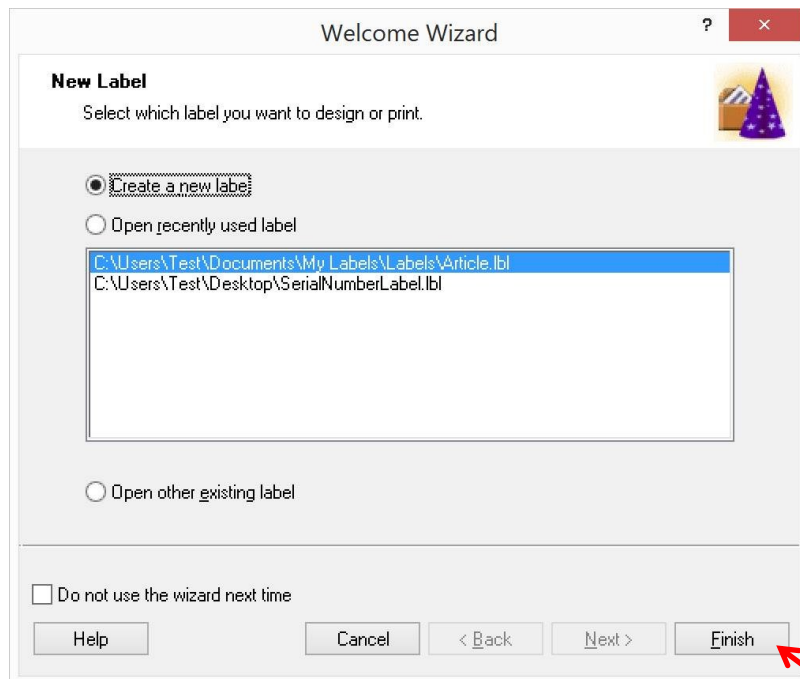 Welcome Wizard
?
New Label
Select which label you want to design or print.
Create a new label
Open recently used label
C:\Users\Test\Documents\My Labels\Labels\Article.lbl
C:\Users\Test\Desktop\SerialNumberLabel.lbl
Open other existing label
Do not use the wizard next time
Help Cancel < Back Next > Finish